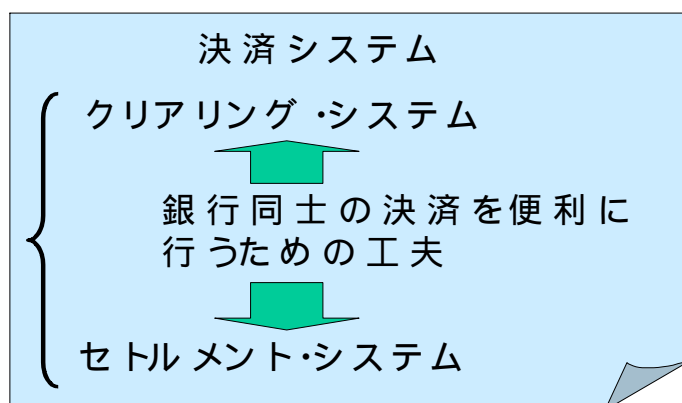 決済システム
クリアリング・システム
銀行同士の決済を便利に
行うための工夫
セトルメント・システム